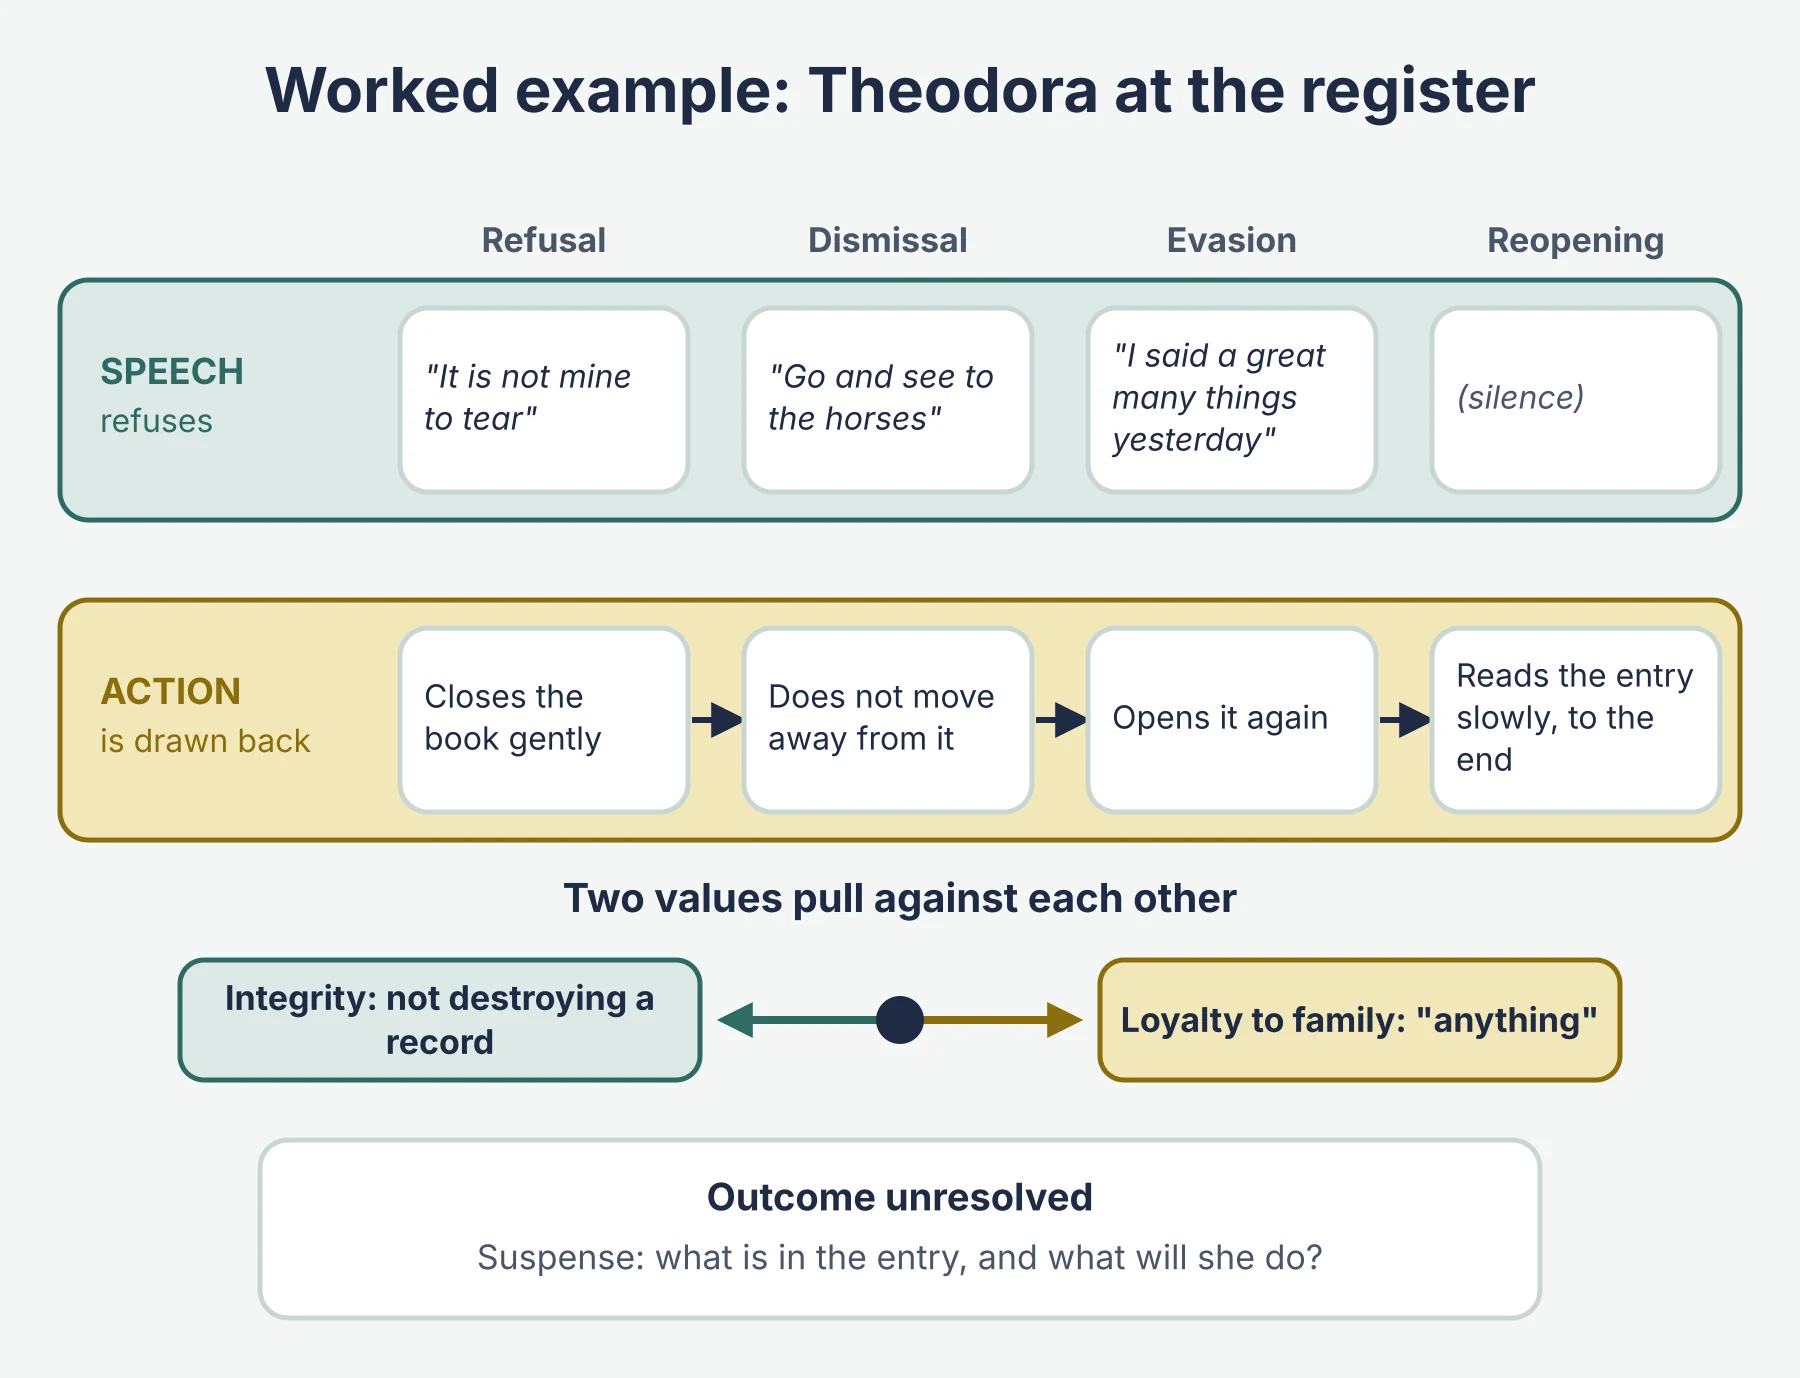 Worked example: Theodora at the register
Refusal
Dismissal
Evasion
Reopening
SPEECH
refuses
"It is not mine
to tear"
"Go and see to
the horses"
"I said a great
many things
yesterday"
(silence)
ACTION
is drawn back
Closes the
book gently
Does not move
away from it
Opens it again
Reads the entry
slowly, to the
end
Two values pull against each other
Integrity: not destroying a
record
Loyalty to family: "anything"
Outcome unresolved
Suspense: what is in the entry, and what will she do?